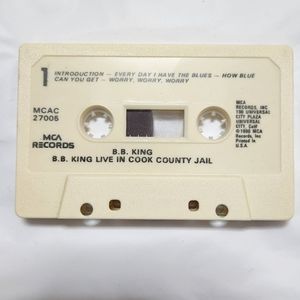 1
INTRODUCTION — EVERY DAY I HAVE THE BLUES — HOW BLUE
CAN YOU GET — WORRY, WORRY, WORRY
MCAC
27005
MCA
RECORDS
MCA
RECORDS, INC
100 UNIVERSAL
CITY PLAZA
UNIVERSAL
CITY, Calif
©1980 MCA
Records, Inc
Printed in
U.S.A.
B.B. KING
B.B. KING LIVE IN COOK COUNTY JAIL